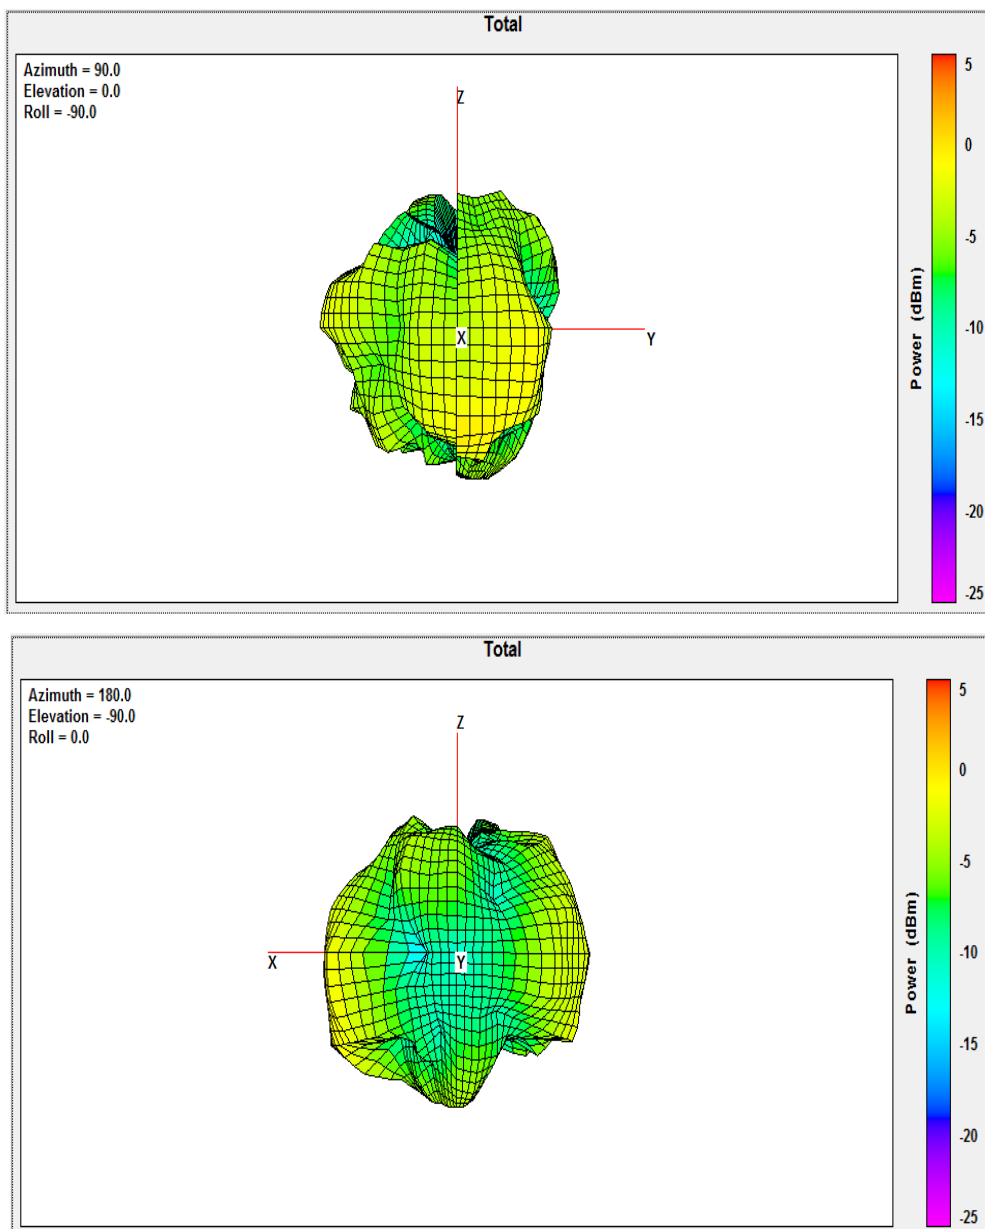 Total
Azimuth = 90.0
Elevation = 0.0
Roll = -90.0
Z
X
Y
5
0
-5
-10
-15
-20
-25
Power (dBm)
Total
Azimuth = 180.0
Elevation = -90.0
Roll = 0.0
Z
X
Y
5
0
-5
-10
-15
-20
-25
Power (dBm)